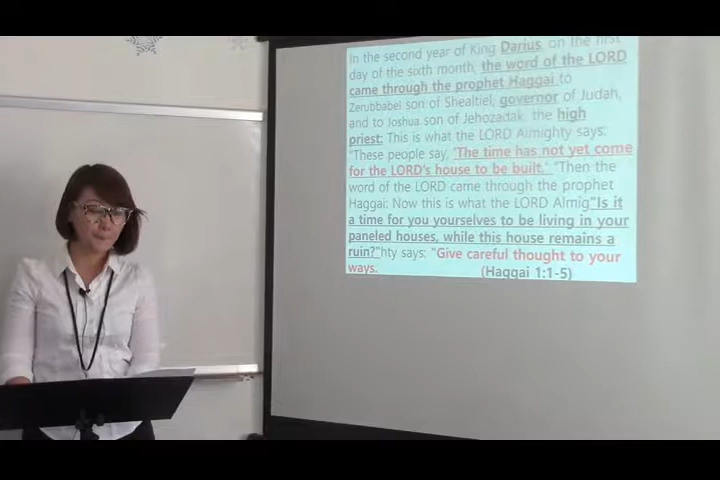 In the second year of King Darius, on the first
day of the sixth month, the word of the LORD
came through the prophet Haggai to
Zerubbabel son of Shealtiel, governor of Judah,
and to Joshua son of Jehozadak, the high
priest: This is what the LORD Almighty says:
"These people say, 'The time has not yet come
for the LORD's house to be built.' "Then the
word of the LORD came through the prophet
Haggai: Now this is what the LORD Almig"Is it
a time for you yourselves to be living in your
paneled houses, while this house remains a
ruin?"hty says: "Give careful thought to your
ways. (Haggai 1:1-5)